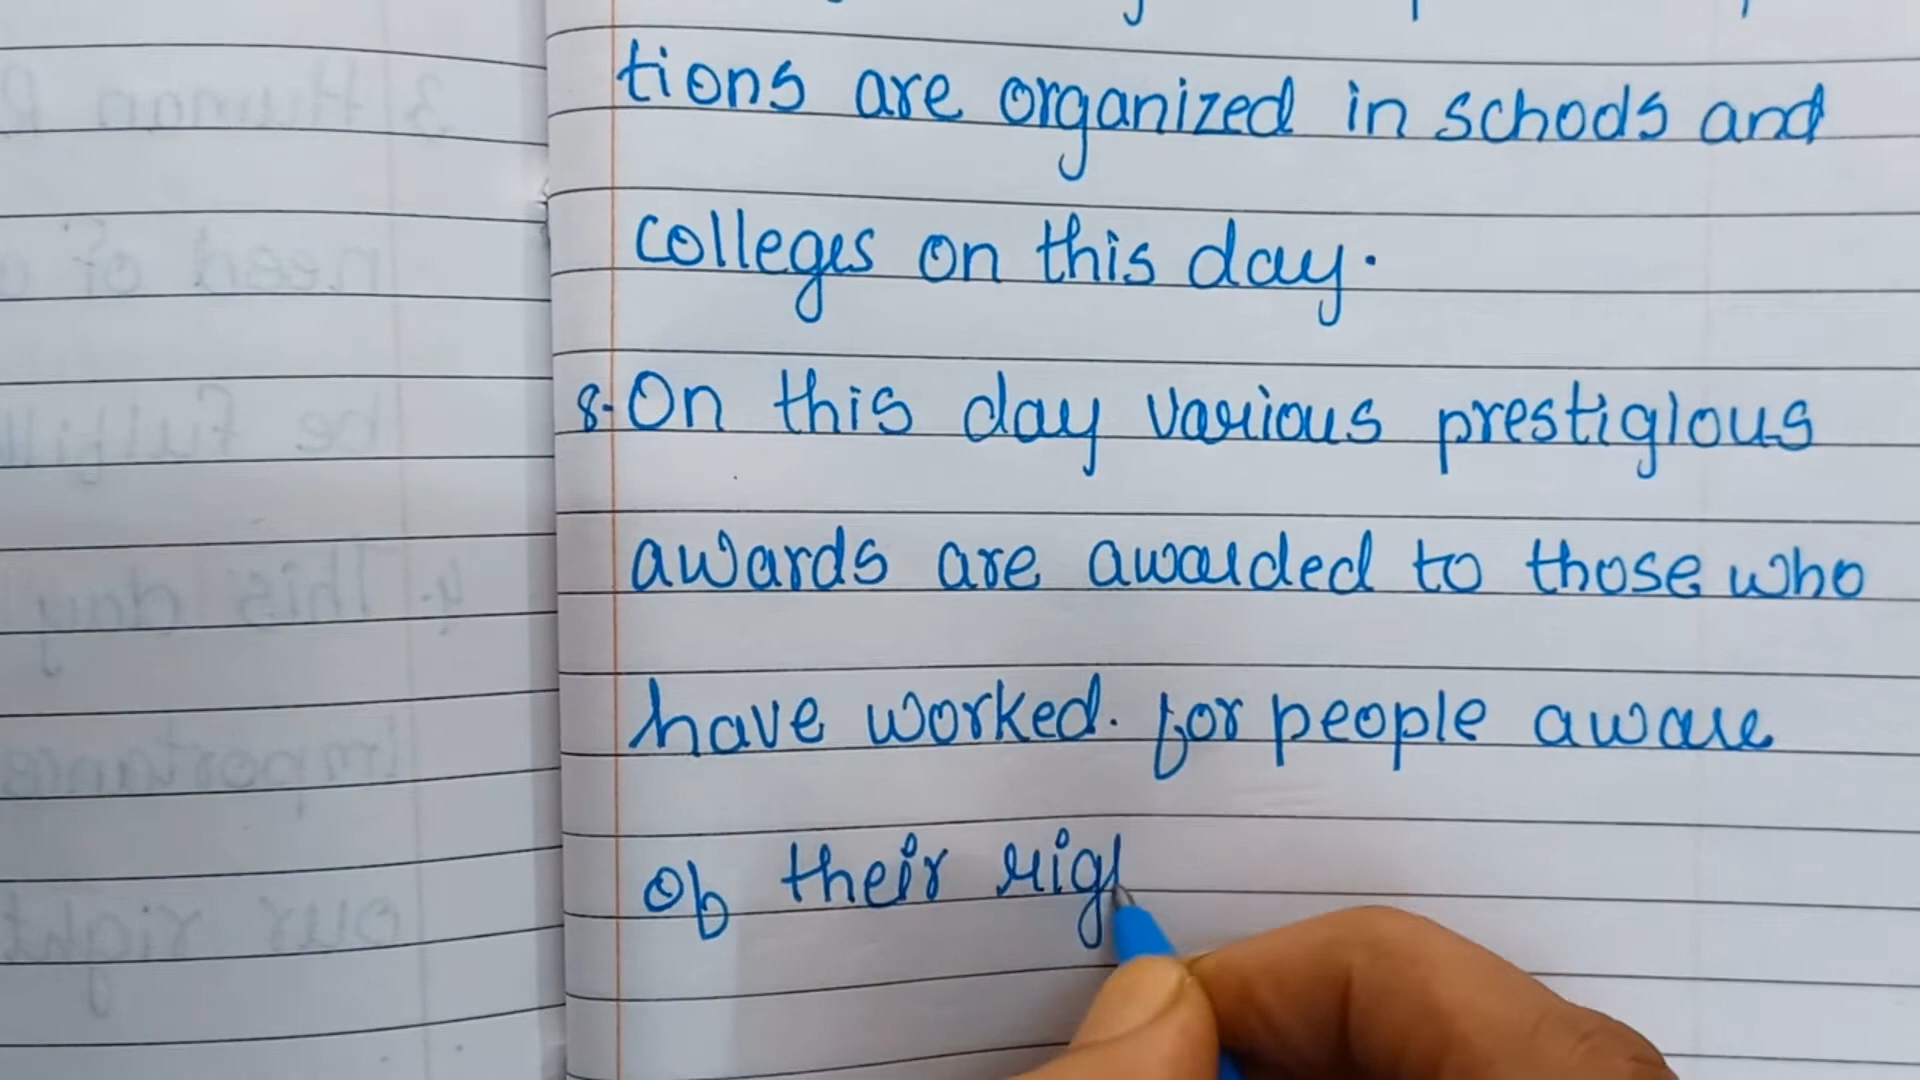 tions are organized in schools and
colleges on this day.
8. On this day various prestigious
awards are awarded to those who
have worked. for people aware
of their righ